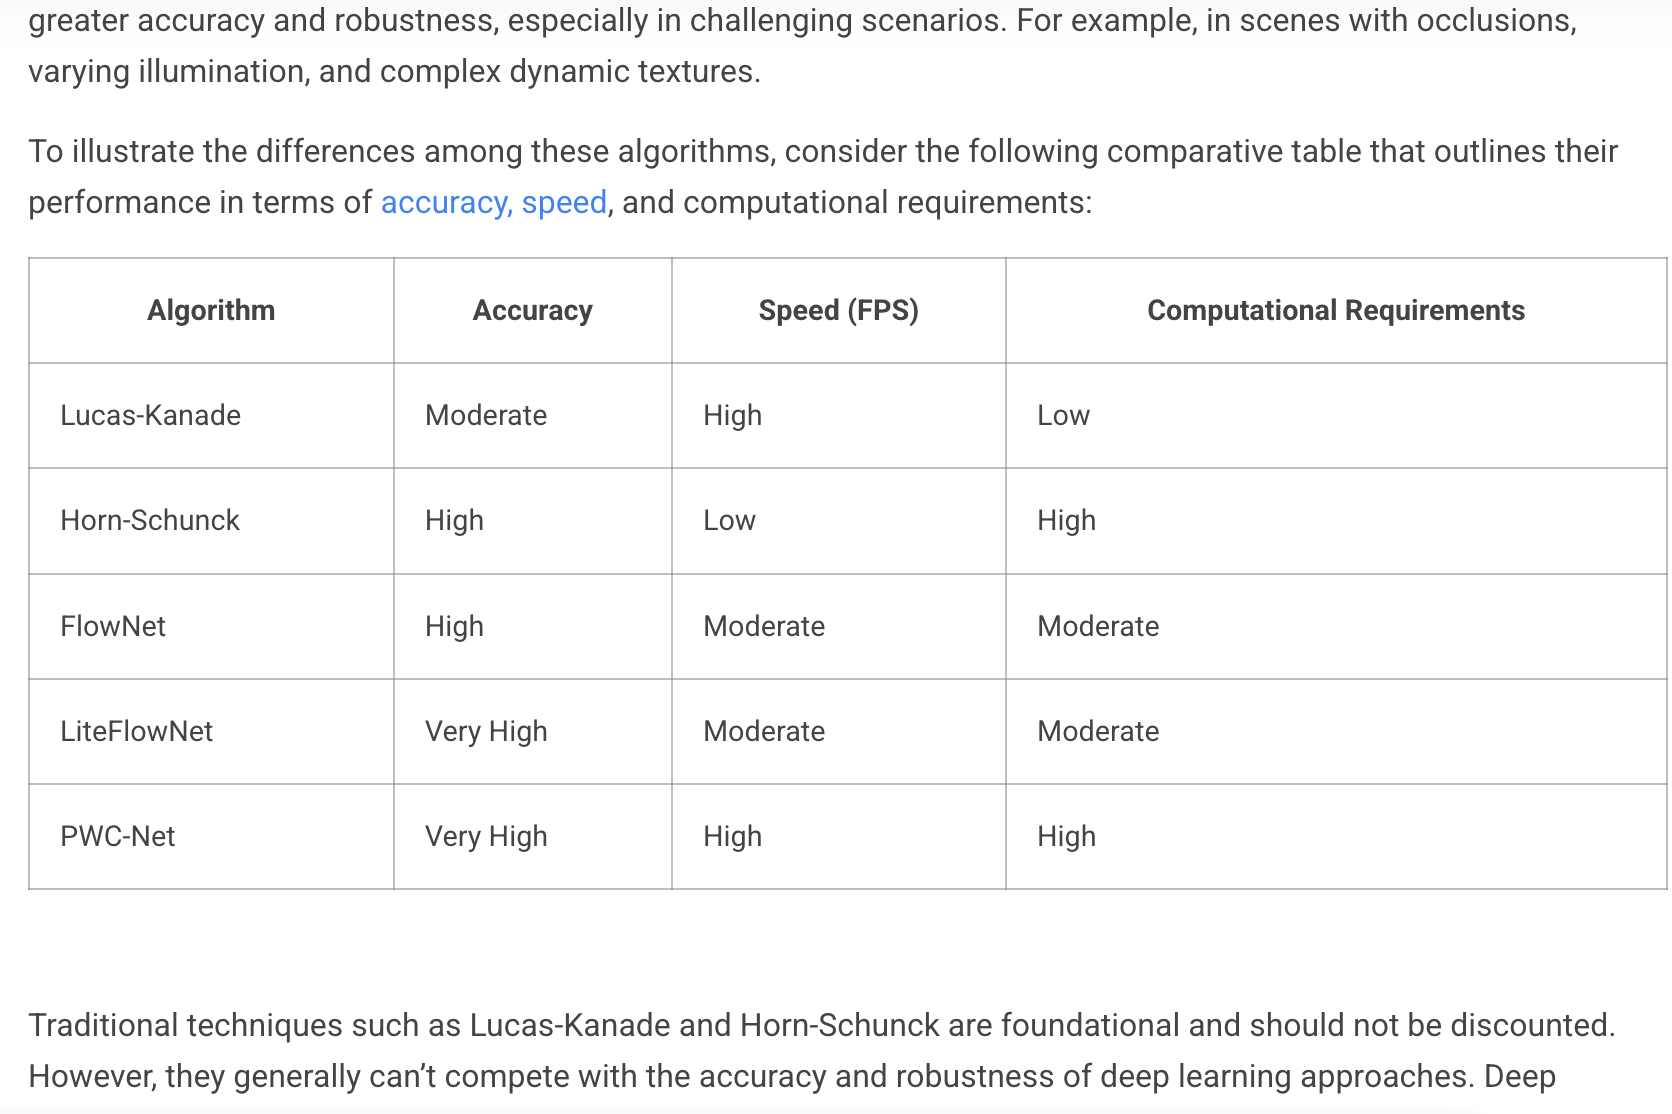 greater accuracy and robustness, especially in challenging scenarios. For example, in scenes with occlusions,
varying illumination, and complex dynamic textures.
To illustrate the differences among these algorithms, consider the following comparative table that outlines their
performance in terms of accuracy, speed, and computational requirements:
Algorithm Accuracy Speed (FPS) Computational Requirements
Lucas-Kanade Moderate High Low
Horn-Schunck High Low High
FlowNet High Moderate Moderate
LiteFlowNet Very High Moderate Moderate
PWC-Net Very High High High
Traditional techniques such as Lucas-Kanade and Horn-Schunck are foundational and should not be discounted.
However, they generally can’t compete with the accuracy and robustness of deep learning approaches. Deep